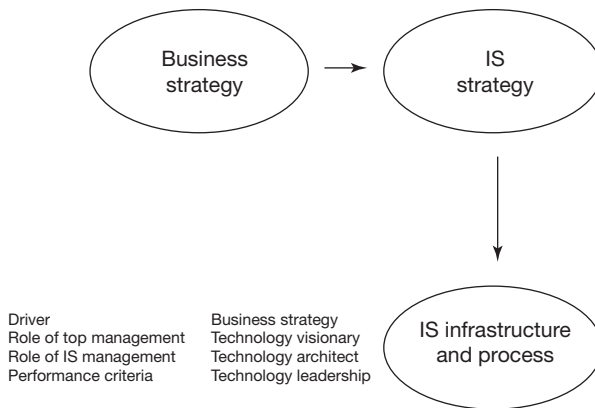 Business
strategy
IS
strategy
IS infrastructure
and process
Driver Business strategy
Role of top management Technology visionary
Role of IS management Technology architect
Performance criteria Technology leadership